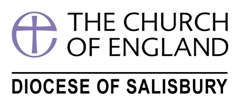 THE CHURCH
OF ENGLAND
DIOCESE OF SALISBURY